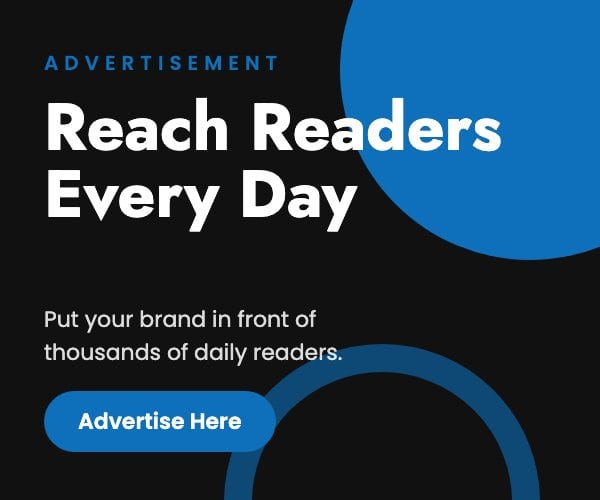 ADVERTISEMENT
Reach Readers
Every Day
Put your brand in front of
thousands of daily readers.
Advertise Here